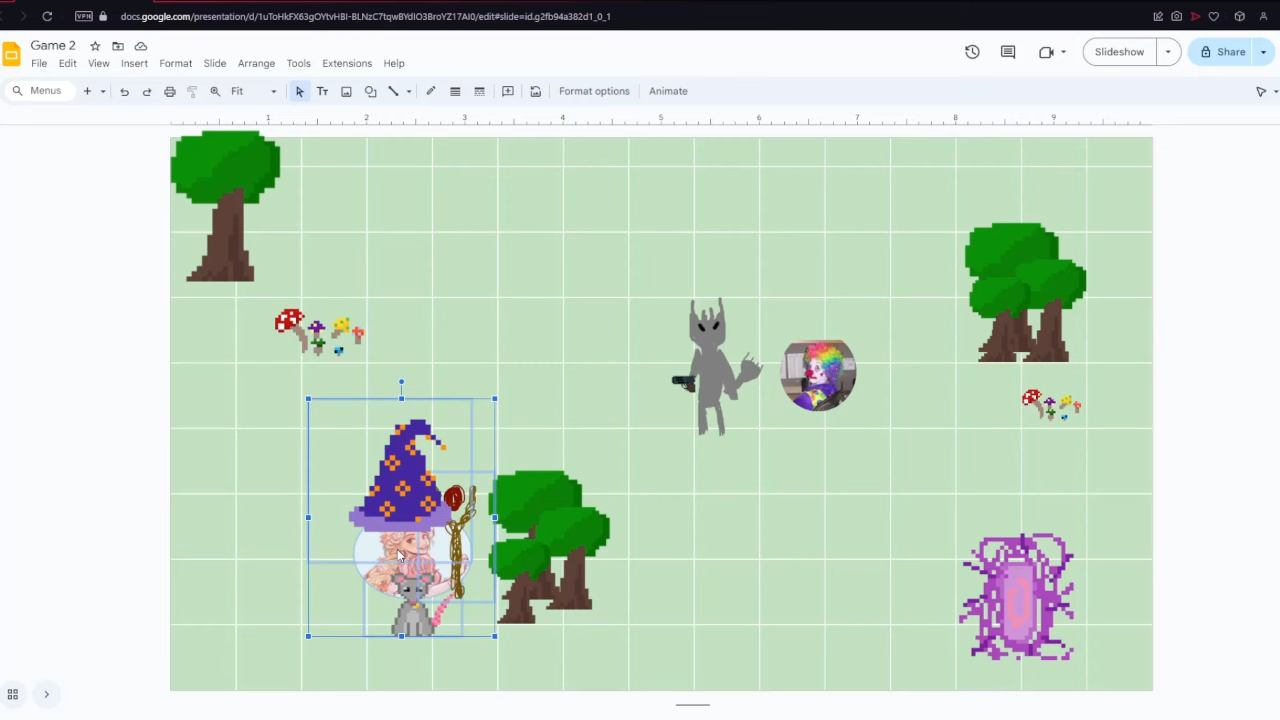 VPN docs.google.com/presentation/d/1uToHkFX63gOYtvHBI-BLNzC7tqwBYdIO3BroYZ17AI0/edit#slide=id.g2fb94a382d1_0_1
Game 2
File Edit View Insert Format Slide Arrange Tools Extensions Help
Slideshow
Share
Menus
Fit
Format options
Animate
1 2 3 4 5 6 7 8 9